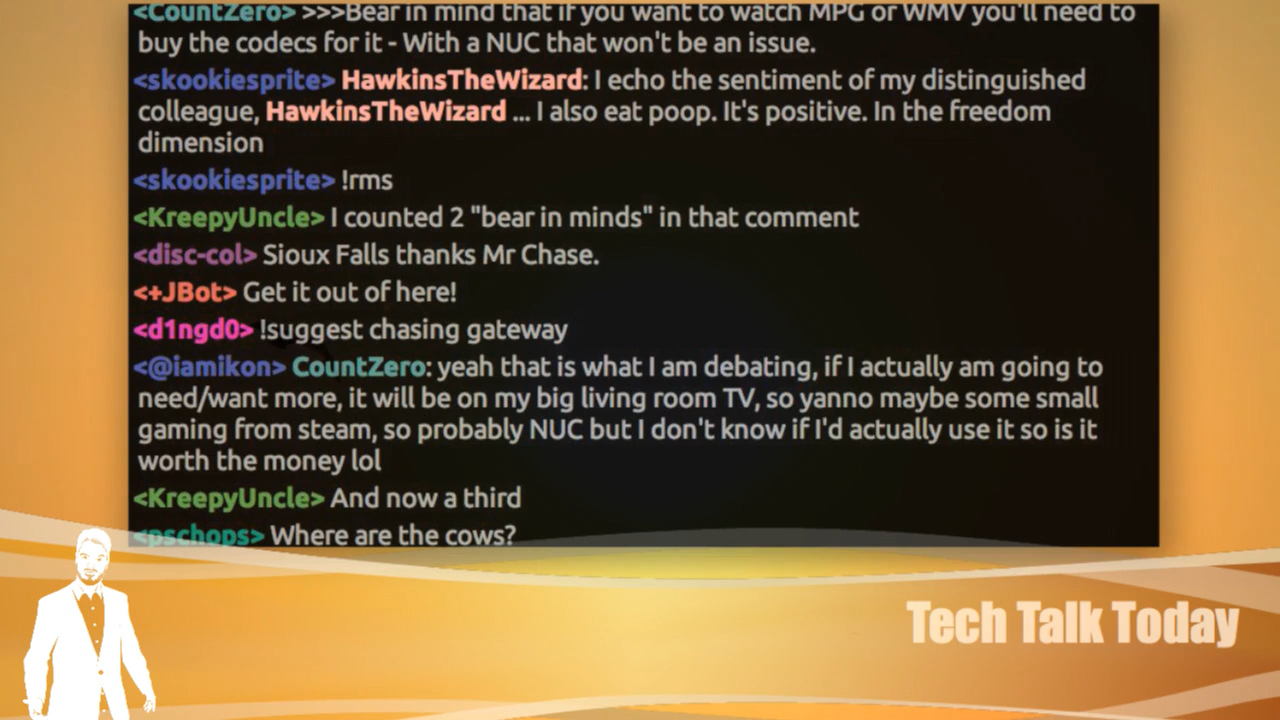 <CountZero> >>>Bear in mind that if you want to watch MPG or WMV you'll need to
buy the codecs for it - With a NUC that won't be an issue.
<skookiesprite> HawkinsTheWizard: I echo the sentiment of my distinguished
colleague, HawkinsTheWizard ... I also eat poop. It's positive. In the freedom
dimension
<skookiesprite> !rms
<KreepyUncle> I counted 2 "bear in minds" in that comment
<disc-col> Sioux Falls thanks Mr Chase.
<+JBot> Get it out of here!
<d1ngd0> !suggest chasing gateway
<@iamikon> CountZero: yeah that is what I am debating, if I actually am going to
need/want more, it will be on my big living room TV, so yanno maybe some small
gaming from steam, so probably NUC but I don't know if I'd actually use it so is it
worth the money lol
<KreepyUncle> And now a third
<pschops> Where are the cows?
Tech Talk Today